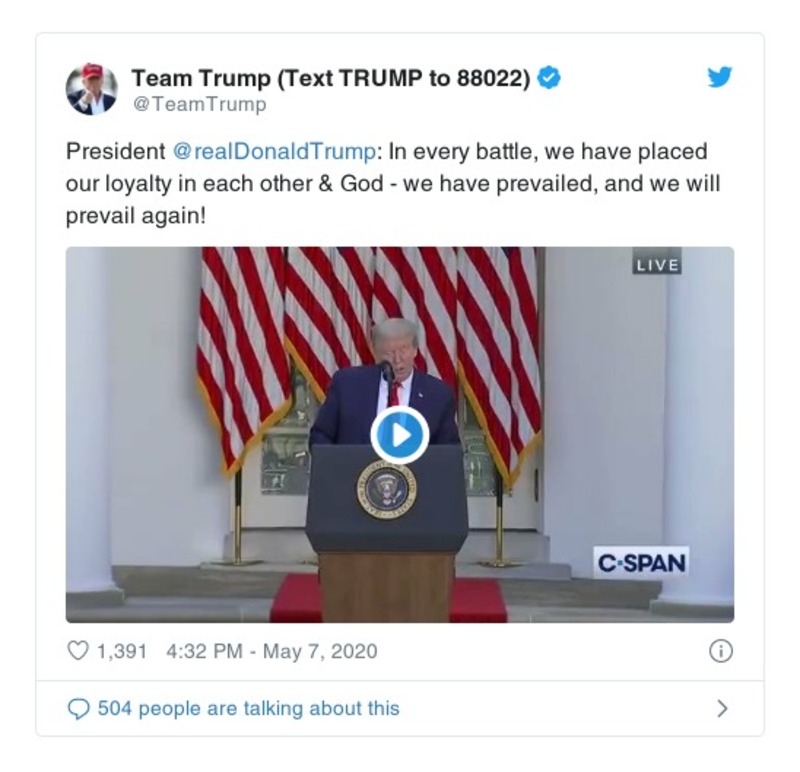 Team Trump (Text TRUMP to 88022)
@TeamTrump
President @realDonaldTrump: In every battle, we have placed
our loyalty in each other & God - we have prevailed, and we will
prevail again!
LIVE
C-SPAN
1,391 4:32 PM - May 7, 2020
504 people are talking about this